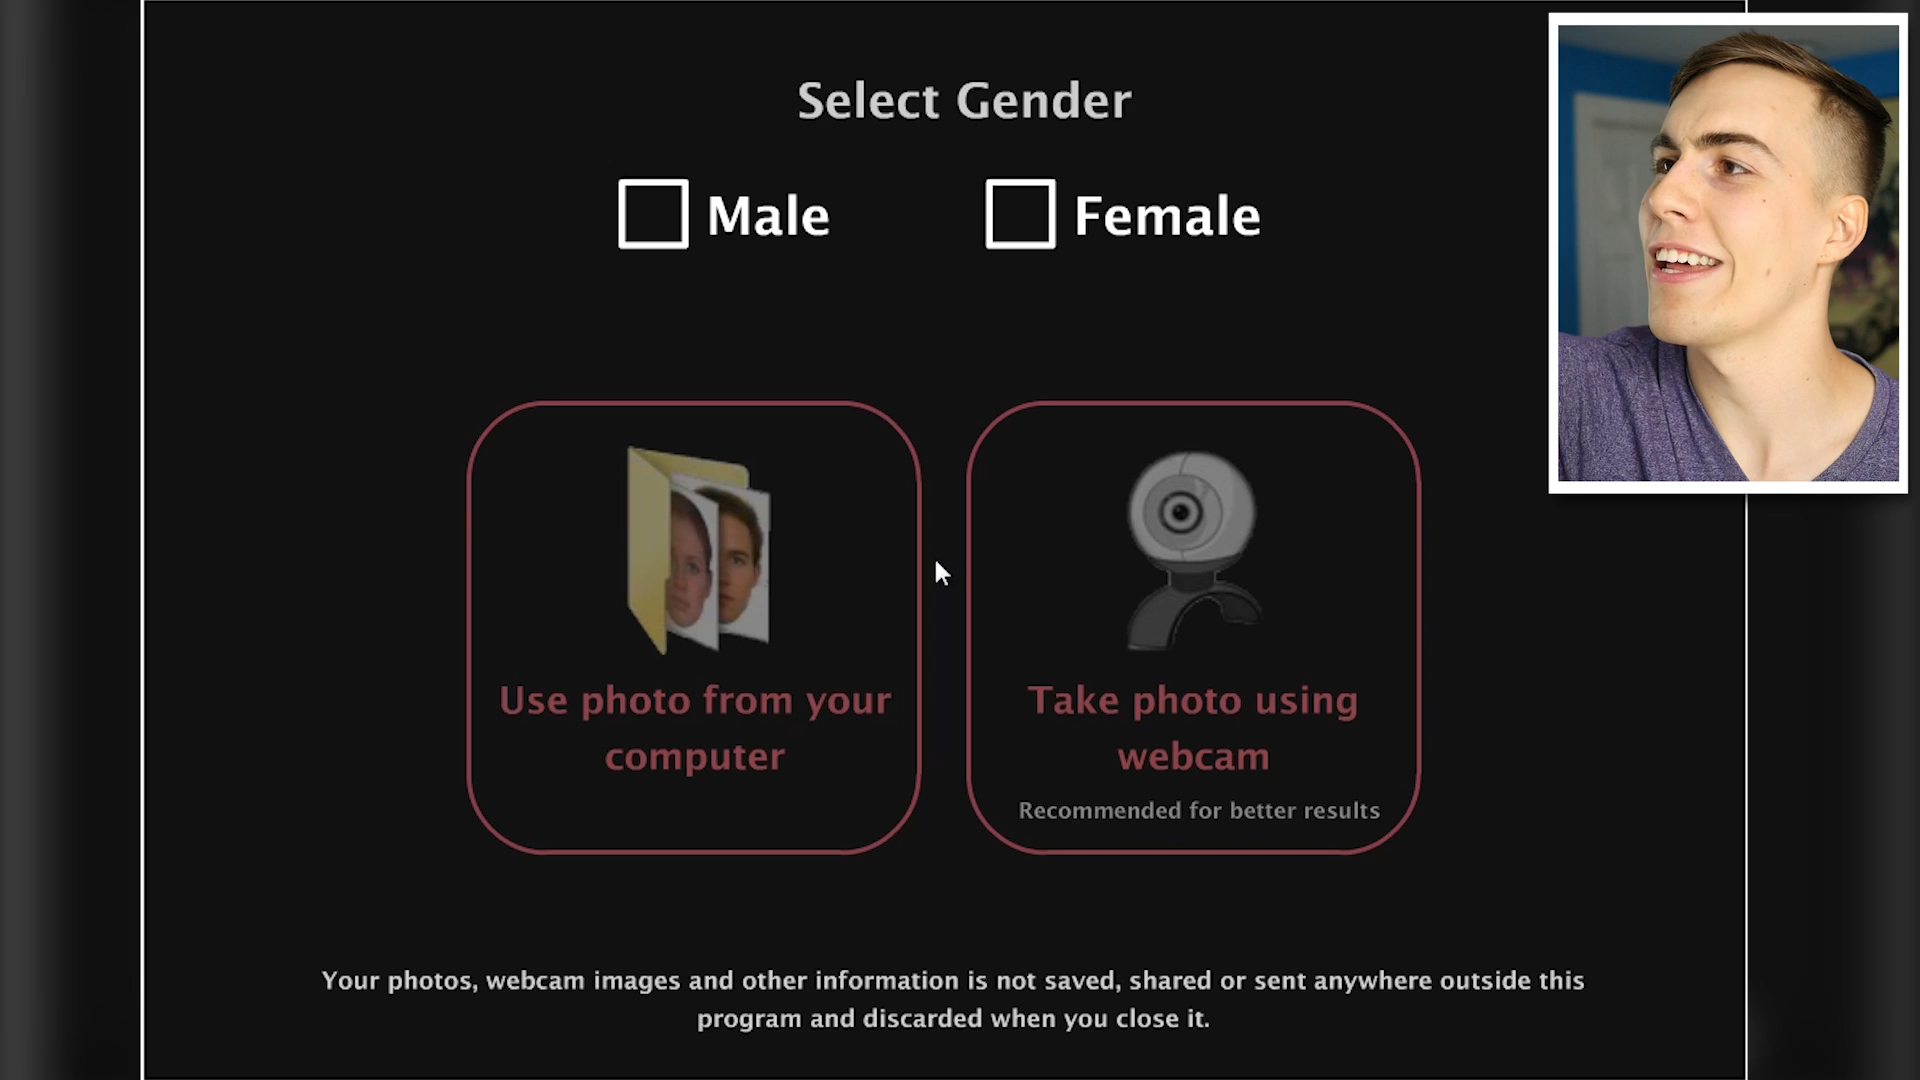 Select Gender
Male
Female
Use photo from your
computer
Take photo using
webcam
Recommended for better results
Your photos, webcam images and other information is not saved, shared or sent anywhere outside this
program and discarded when you close it.